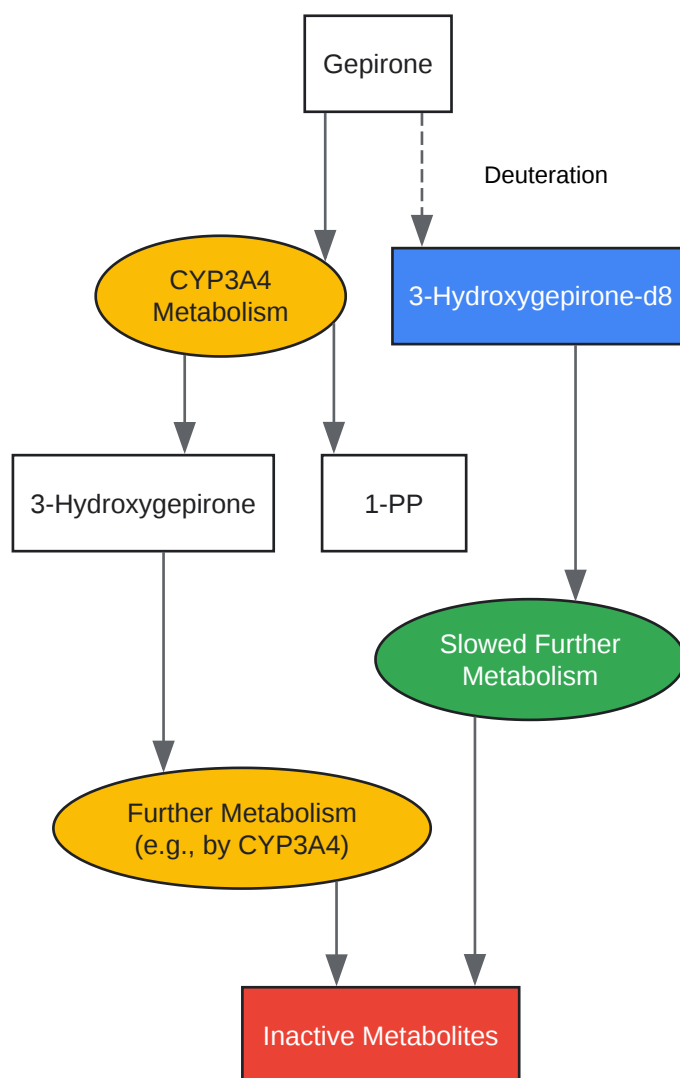 Gepirone
Deuteration
CYP3A4
Metabolism
3-Hydroxygepirone-d8
3-Hydroxygepirone
1-PP
Slowed Further
Metabolism
Further Metabolism
(e.g., by CYP3A4)
Inactive Metabolites